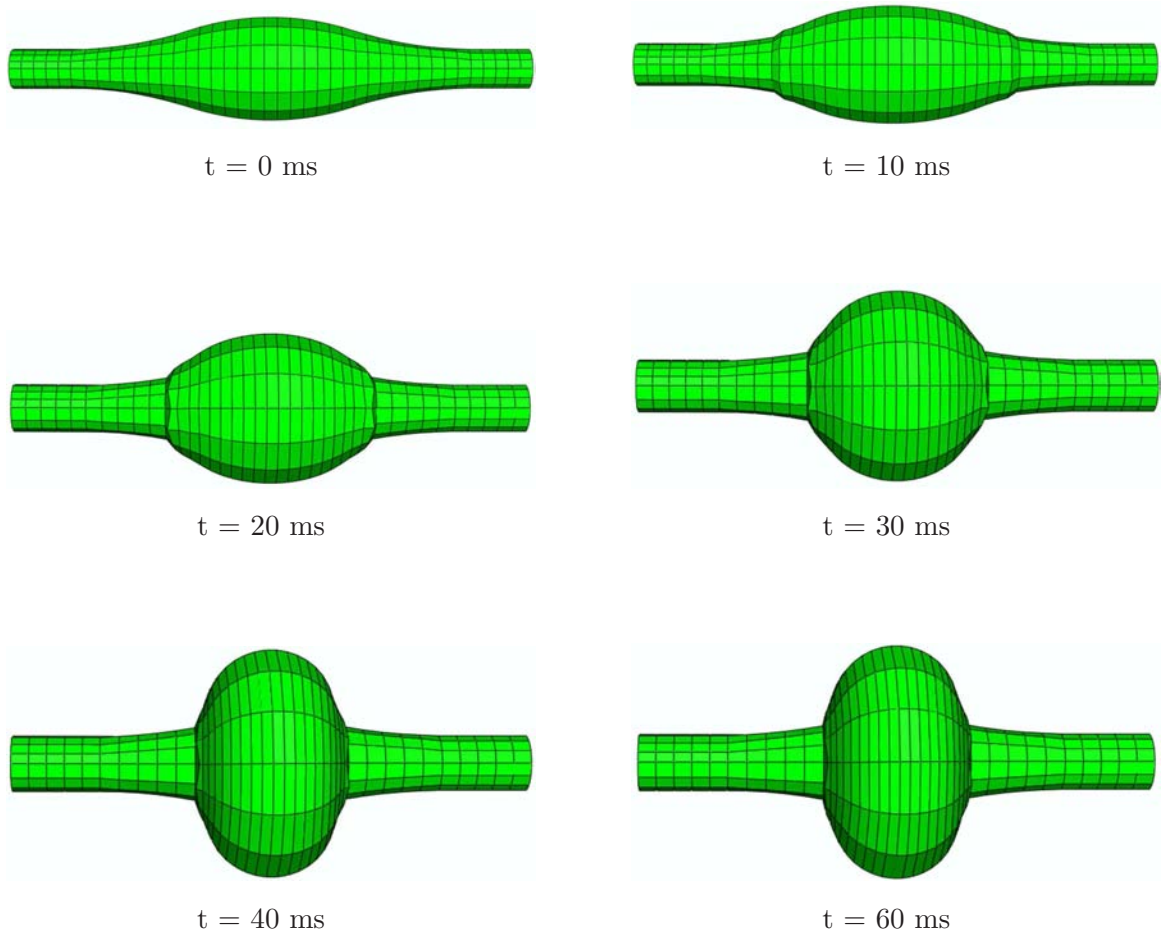 t = 0 ms
t = 10 ms
t = 20 ms
t = 30 ms
t = 40 ms
t = 60 ms